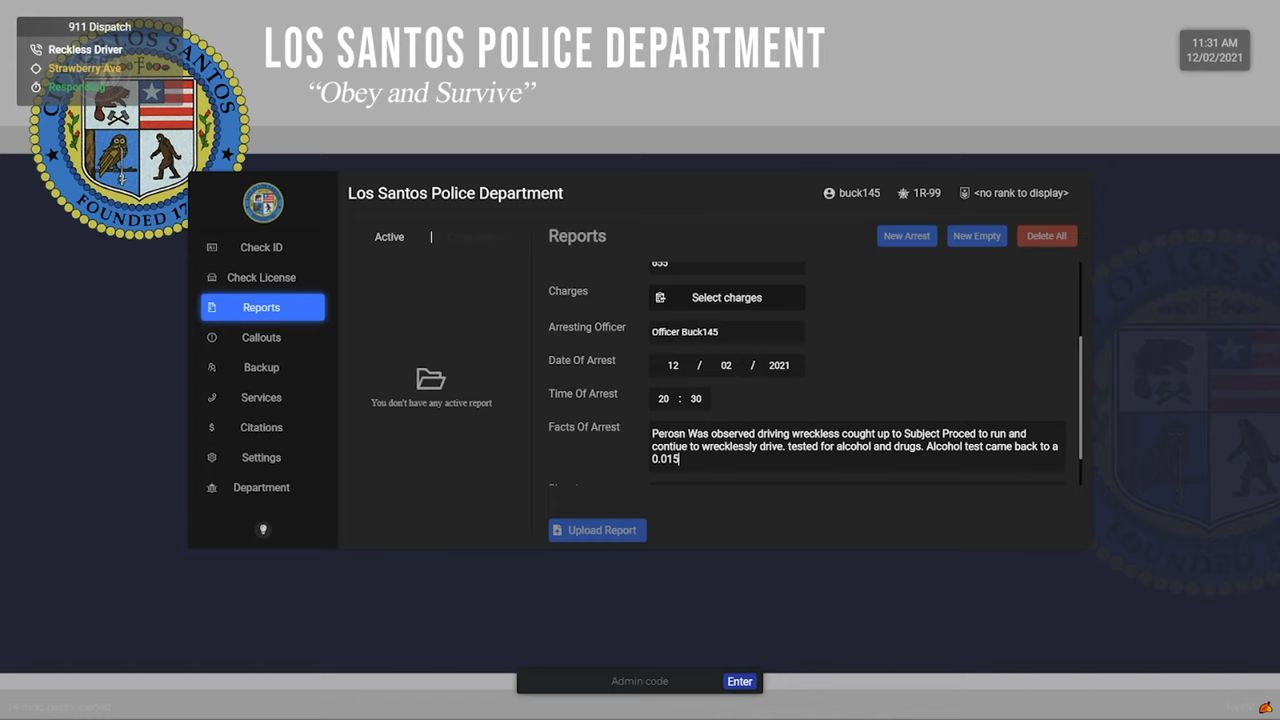 911 Dispatch
Reckless Driver
Strawberry Ave
Responding
LOS SANTOS POLICE DEPARTMENT
“Obey and Survive”
11:31 AM
12/02/2021
Los Santos Police Department
buck145
1R-99
<no rank to display>
Check ID
Check License
Reports
Callouts
Backup
Services
Citations
Settings
Department
Active |
You don't have any active report
Reports
New Arrest
New Empty
Delete All
Charges
Select charges
Arresting Officer
Officer Buck145
Date Of Arrest
12 / 02 / 2021
Time Of Arrest
20 : 30
Facts Of Arrest
Perosn Was observed driving wreckless cought up to Subject Proced to run and
contiue to wrecklessly drive. tested for alcohol and drugs. Alcohol test came back to a
0.015
Upload Report
Admin code
Enter